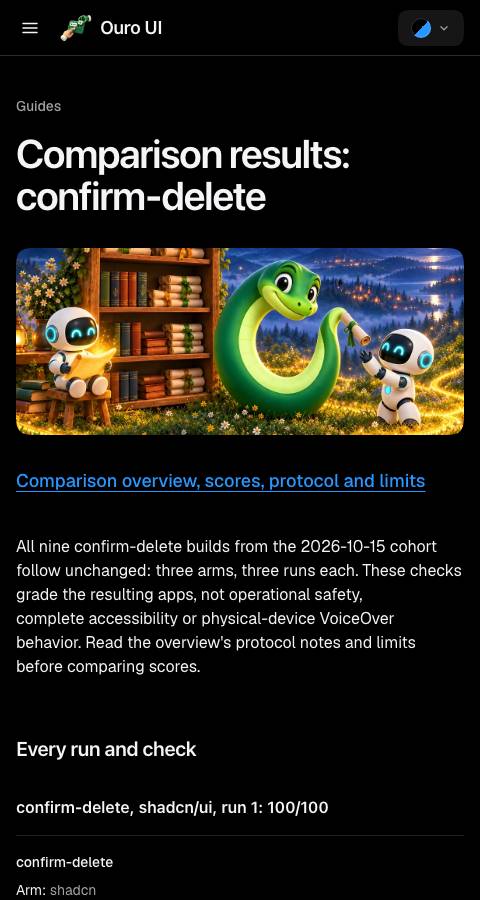 Ouro UI
Guides
Comparison results:
confirm-delete
Comparison overview, scores, protocol and limits
All nine confirm-delete builds from the 2026-10-15 cohort
follow unchanged: three arms, three runs each. These checks
grade the resulting apps, not operational safety,
complete accessibility or physical-device VoiceOver
behavior. Read the overview's protocol notes and limits
before comparing scores.
Every run and check
confirm-delete, shadcn/ui, run 1: 100/100
confirm-delete
Arm: shadcn